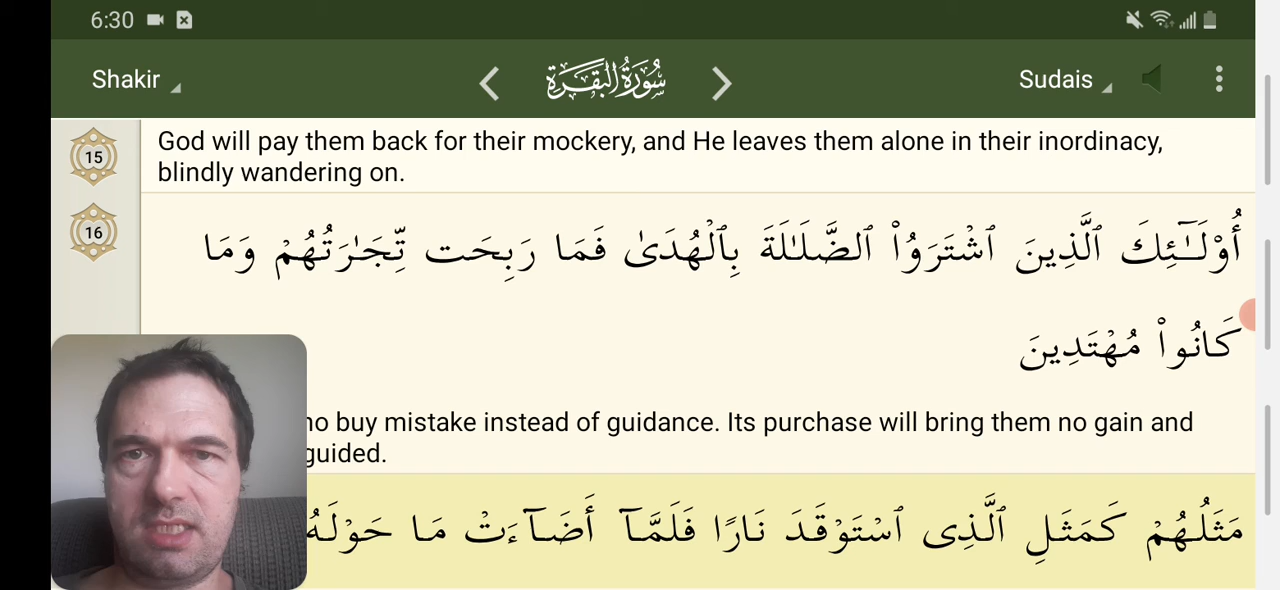 6:30
Shakir
سُورَةُ البَقَرَةِ
Sudais
15
God will pay them back for their mockery, and He leaves them alone in their inordinacy,
blindly wandering on.
16
أُو۟لَـٰٓئِكَ ٱلَّذِينَ ٱشْتَرَوُا۟ ٱلضَّلَـٰلَةَ بِٱلْهُدَىٰ فَمَا رَبِحَت تِّجَـٰرَتُهُمْ وَمَا
كَانُوا۟ مُهْتَدِينَ
ho buy mistake instead of guidance. Its purchase will bring them no gain and
guided.
مَثَلُهُمْ كَمَثَلِ ٱلَّذِى ٱسْتَوْقَدَ نَارًا فَلَمَّآ أَضَآءَتْ مَا حَوْلَهُ